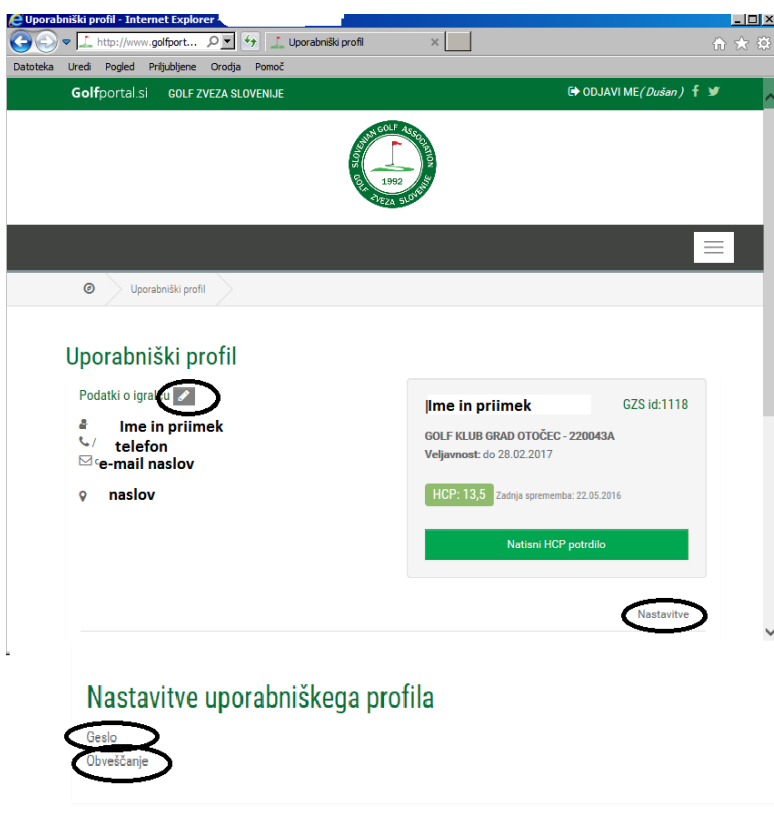 Uporabniški profil - Internet Explorer
http://www.golfport... Uporabniški profil
Datoteka Uredi Pogled Priljubljene Orodja Pomoč
Golfportal.si GOLF ZVEZA SLOVENIJE ODJAVI ME(Dušan)
SLOVENIAN GOLF ASSOCIATION
1992
GOLF ZVEZA SLOVENIJE
Uporabniški profil
Uporabniški profil
Podatki o igralcu
Ime in priimek
/ telefon
e-mail naslov
naslov
Ime in priimek GZS id:1118
GOLF KLUB GRAD OTOČEC - 220043A
Veljavnost: do 28.02.2017
HCP: 13,5 Zadnja sprememba: 22.05.2016
Natisni HCP potrdilo
Nastavitve
Nastavitve uporabniškega profila
Geslo
Obveščanje